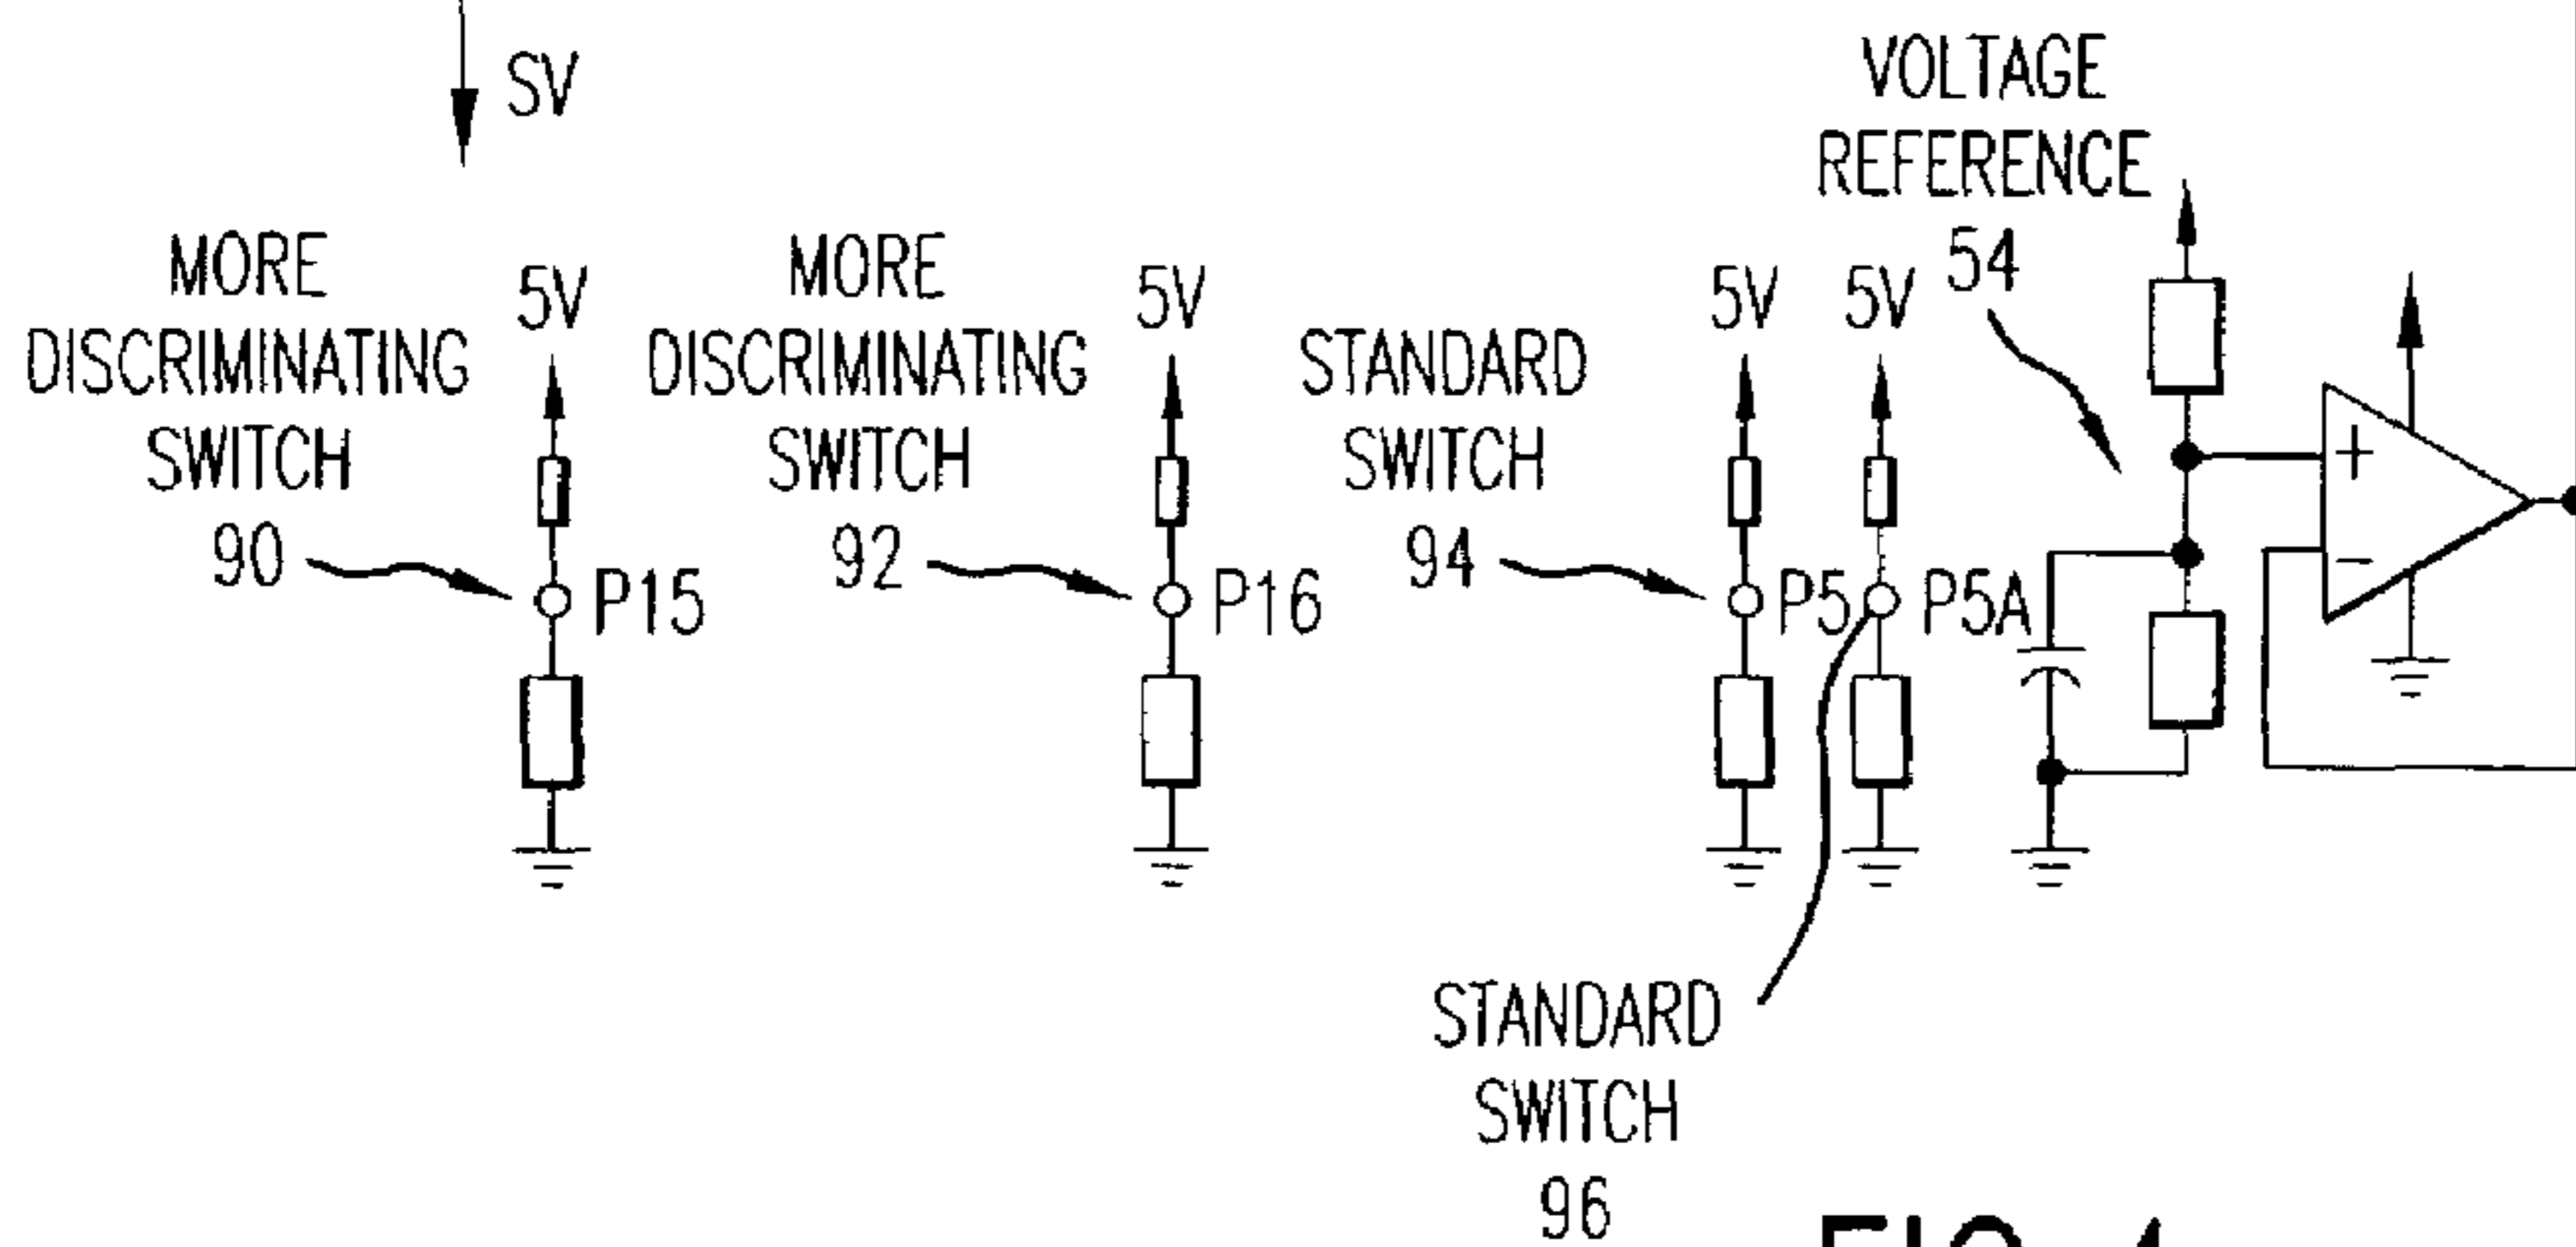 SV
VOLTAGE
REFERENCE
54
MORE
DISCRIMINATING
SWITCH
90
5V
P15
MORE
DISCRIMINATING
SWITCH
92
5V
P16
STANDARD
SWITCH
94
5V
P5
5V
P5A
+
−
STANDARD
SWITCH
96